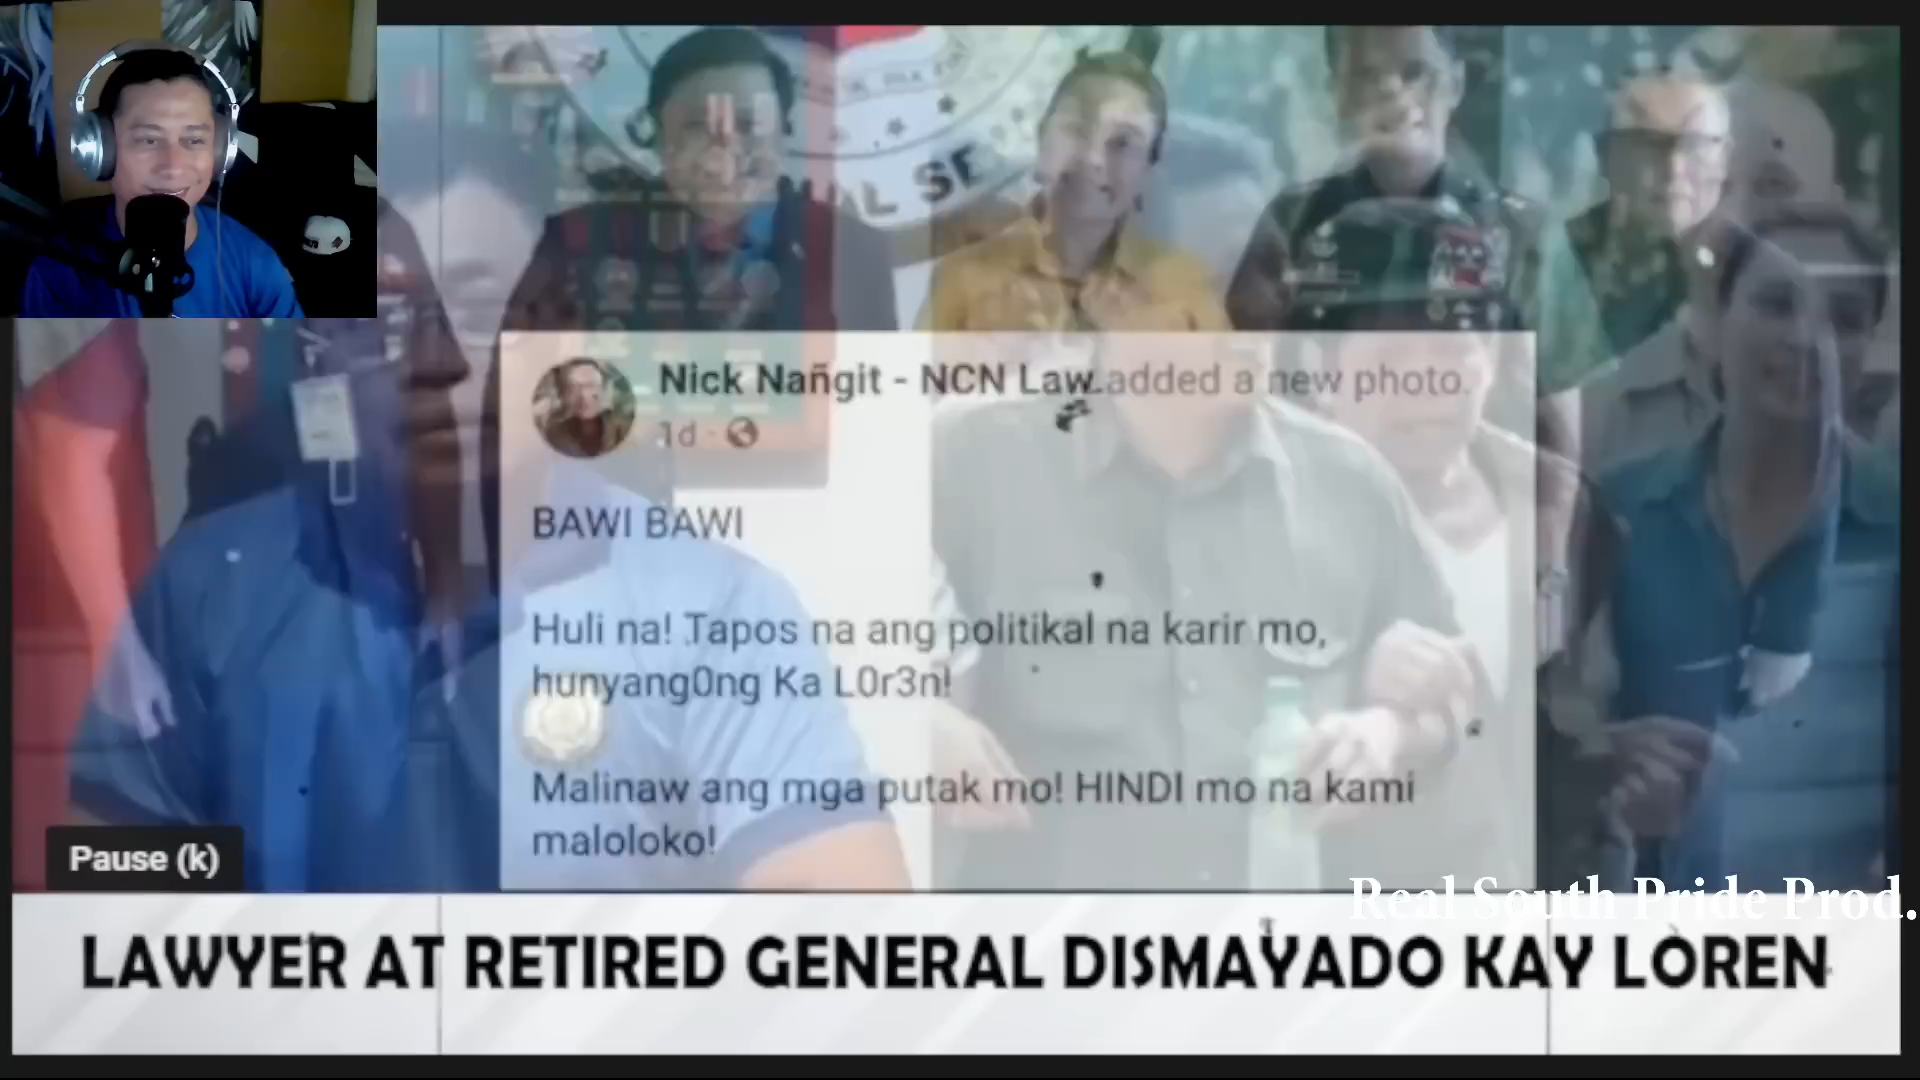 L SE
Nick Nañgit - NCN Law added a new photo.
1d ·
BAWI BAWI
Huli na! Tapos na ang politikal na karir mo,
hunyang0ng Ka L0r3n!
Malinaw ang mga putak mo! HINDI mo na kami
maloloko!
Pause (k)
Real South Pride Prod.
LAWYER AT RETIRED GENERAL DISMAYADO KAY LOREN